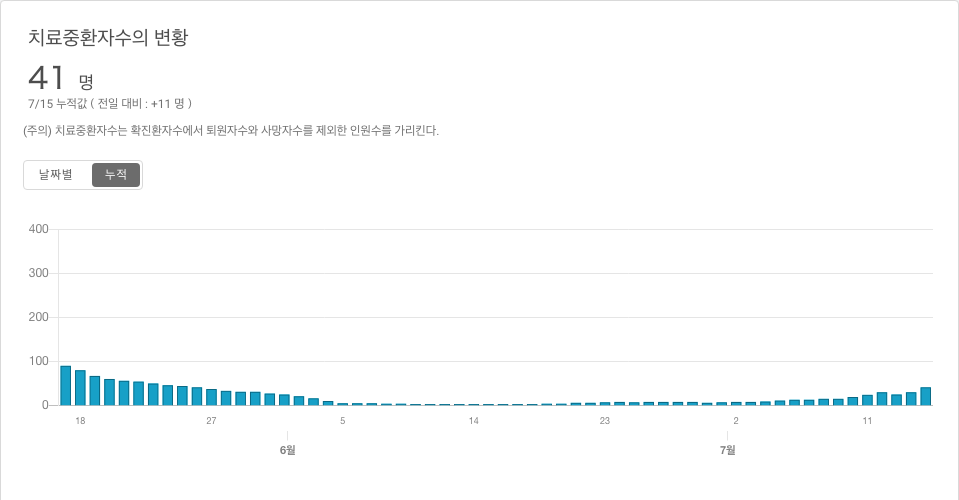 치료중환자수의 변황
41 명
7/15 누적값 ( 전일 대비 : +11 명 )
(주의) 치료중환자수는 확진환자수에서 퇴원자수와 사망자수를 제외한 인원수를 가리킨다.
날짜별 누적
400
300
200
100
0
18 27 5 14 23 2 11
6월 7월